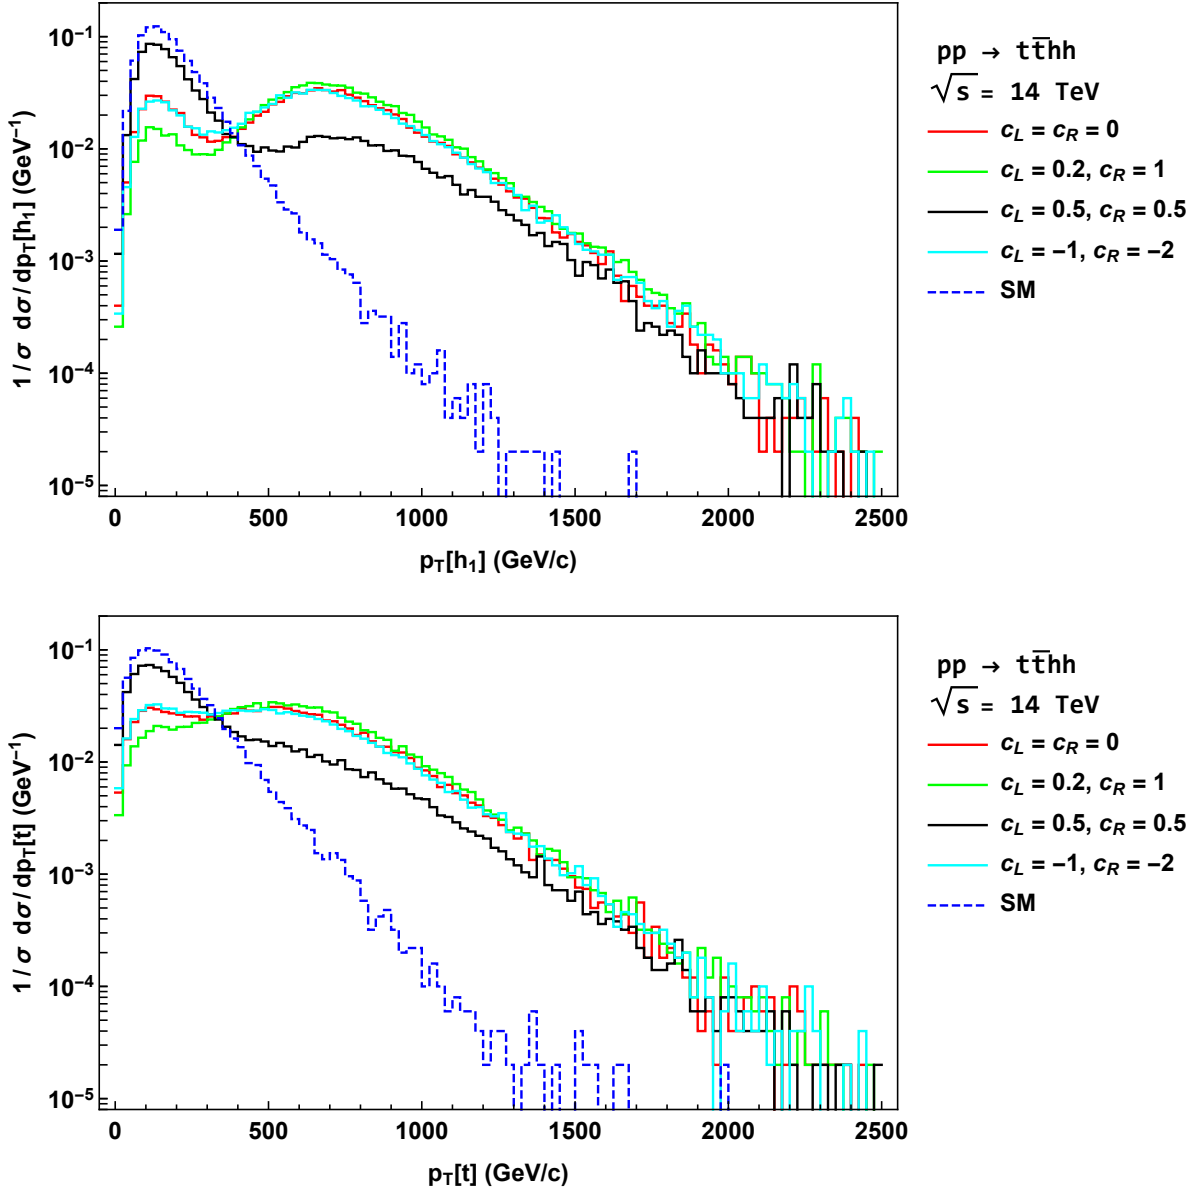 1/σ dσ/dp_T[h₁] (GeV⁻¹)
10⁻¹
10⁻²
10⁻³
10⁻⁴
10⁻⁵
0 500 1000 1500 2000 2500
p_T[h₁] (GeV/c)
pp → tt̅hh
√s = 14 TeV
c_L = c_R = 0
c_L = 0.2, c_R = 1
c_L = 0.5, c_R = 0.5
c_L = −1, c_R = −2
SM
1/σ dσ/dp_T[t] (GeV⁻¹)
10⁻¹
10⁻²
10⁻³
10⁻⁴
10⁻⁵
0 500 1000 1500 2000 2500
p_T[t] (GeV/c)
pp → tt̅hh
√s = 14 TeV
c_L = c_R = 0
c_L = 0.2, c_R = 1
c_L = 0.5, c_R = 0.5
c_L = −1, c_R = −2
SM